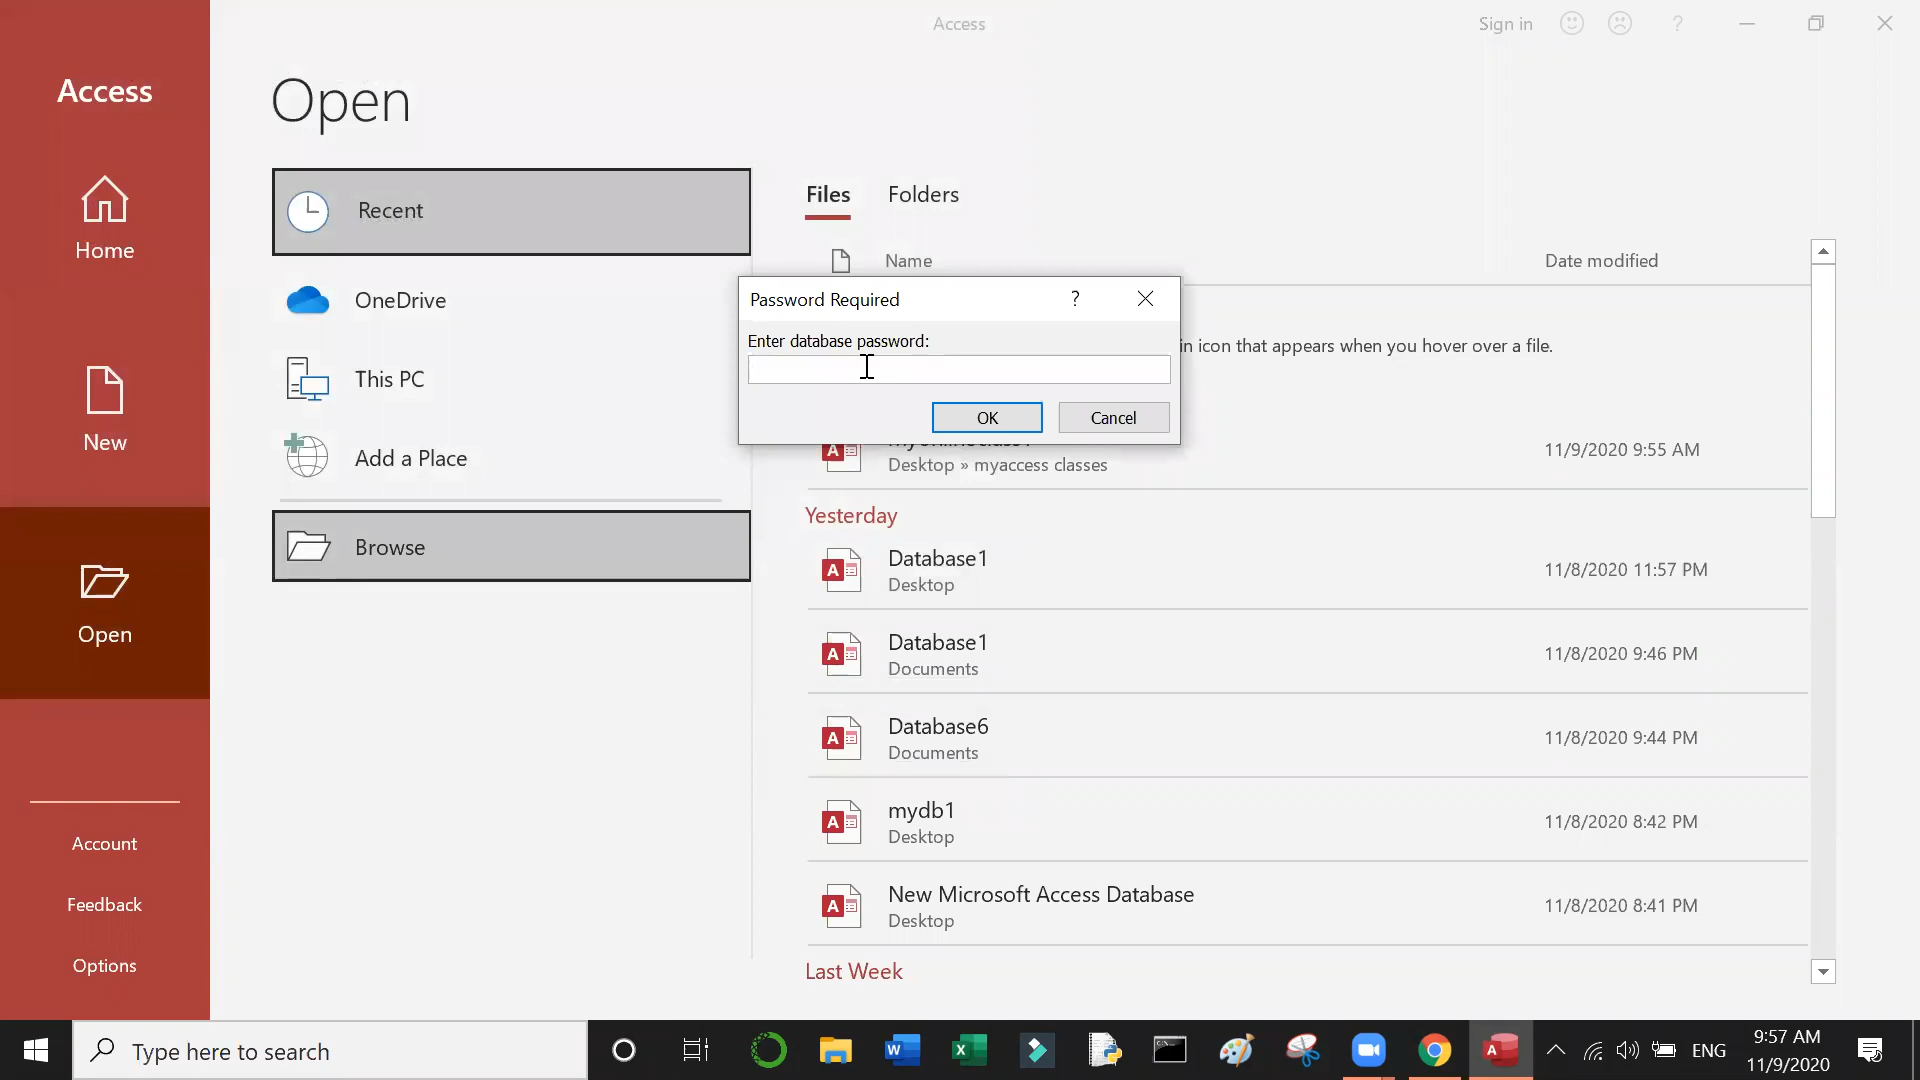 Access
Sign in
?
Access
Home
New
Open
Account
Feedback
Options
Open
Recent
OneDrive
This PC
Add a Place
Browse
Files Folders
Name Date modified
in icon that appears when you hover over a file.
Password Required ?
Enter database password:
OK Cancel
11/9/2020 9:55 AM
Desktop » myaccess classes
Yesterday
Database1
Desktop
11/8/2020 11:57 PM
Database1
Documents
11/8/2020 9:46 PM
Database6
Documents
11/8/2020 9:44 PM
mydb1
Desktop
11/8/2020 8:42 PM
New Microsoft Access Database
Desktop
11/8/2020 8:41 PM
Last Week
Type here to search
ENG
9:57 AM
11/9/2020